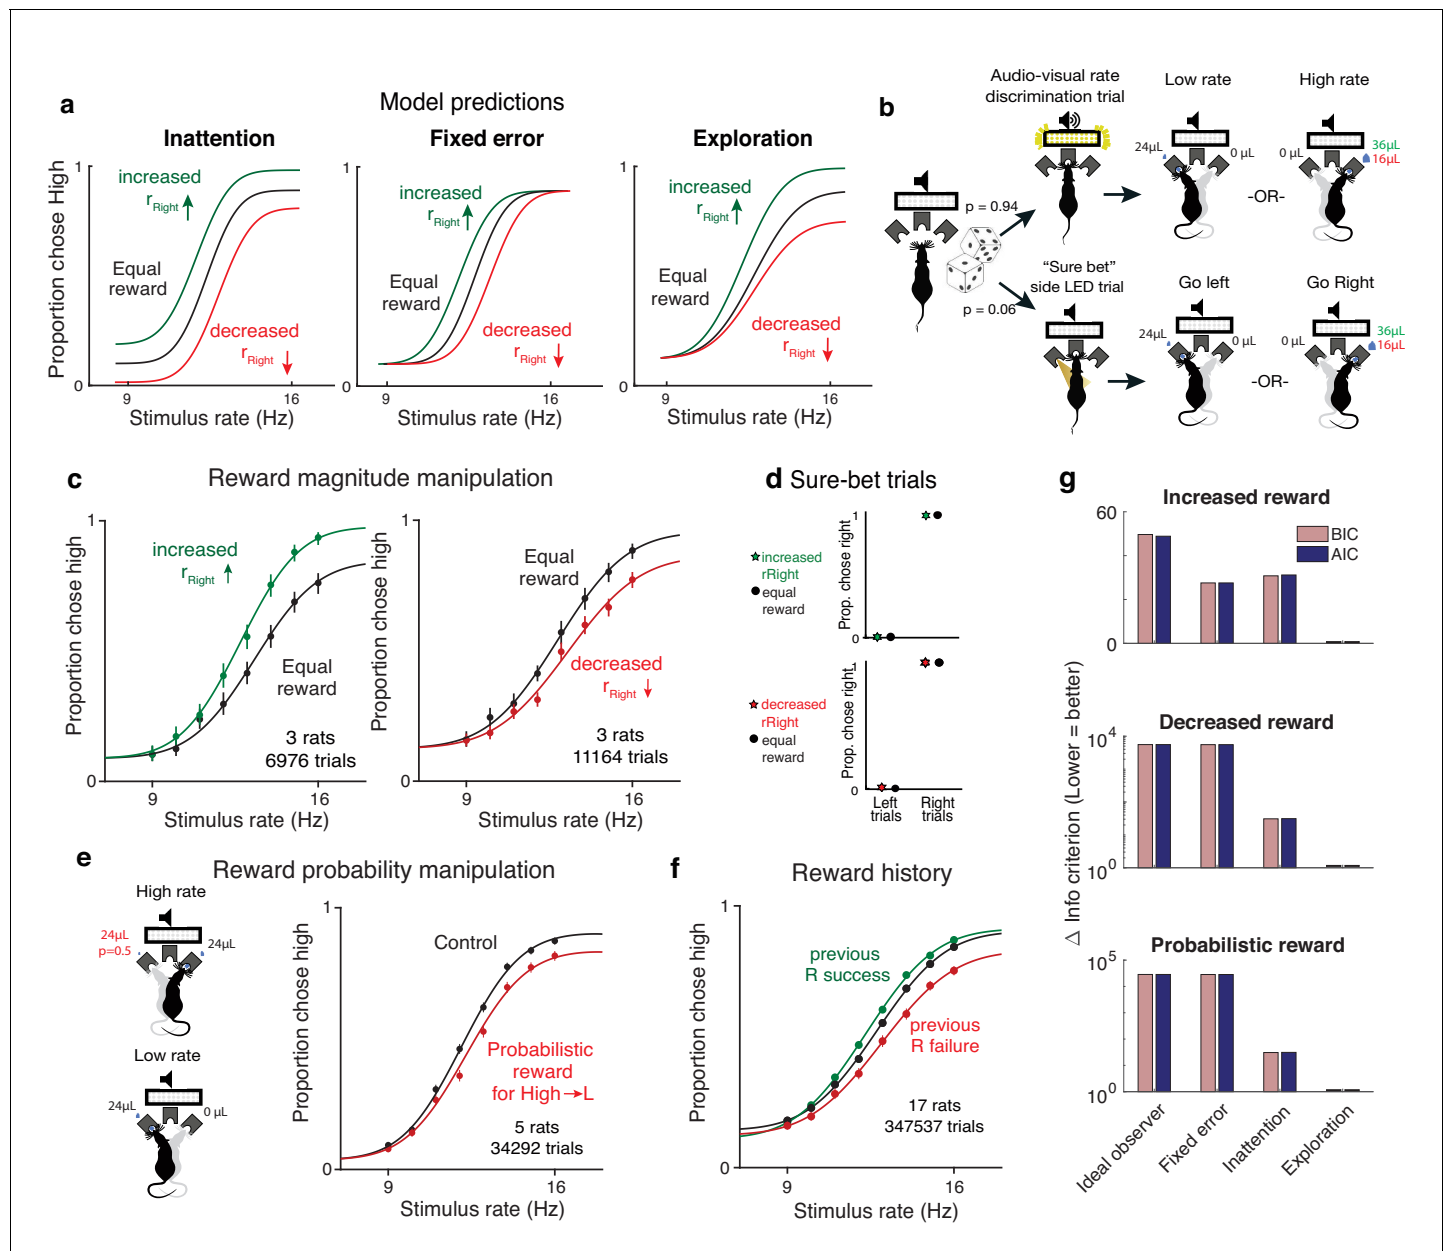 a
Model predictions
Inattention
Fixed error
Exploration
Proportion chose High
1
0
increased
rRight
Equal
reward
decreased
rRight
9
16
Stimulus rate (Hz)
1
0
increased
rRight
Equal
reward
decreased
rRight
9
16
Stimulus rate (Hz)
1
0
increased
rRight
Equal
reward
decreased
rRight
9
16
Stimulus rate (Hz)
b
Audio-visual rate
discrimination trial
Low rate
High rate
24µL
0 µL
0 µL
36µL
16µL
-OR-
p = 0.94
p = 0.06
“Sure bet”
side LED trial
Go left
Go Right
24µL
0 µL
0 µL
36µL
16µL
-OR-
c
Reward magnitude manipulation
Proportion chose high
1
0
increased
rRight
Equal
reward
3 rats
6976 trials
9
16
Stimulus rate (Hz)
Proportion chose high
1
0
Equal
reward
decreased
rRight
3 rats
11164 trials
9
16
Stimulus rate (Hz)
d Sure-bet trials
increased
rRight
equal
reward
Prop. chose right
1
0
decreased
rRight
equal
reward
Prop. chose right
1
0
Left
trials
Right
trials
e
Reward probability manipulation
High rate
24µL
p=0.5
24µL
Low rate
24µL
0 µL
Proportion chose high
1
0
Control
Probabilistic
reward
for High→L
5 rats
34292 trials
9
16
Stimulus rate (Hz)
f
Reward history
Proportion chose high
1
0
previous
R success
previous
R failure
17 rats
347537 trials
9
16
Stimulus rate (Hz)
g
Increased reward
60
0
BIC
AIC
△ Info criterion (Lower = better)
Decreased reward
10⁴
10⁰
Probabilistic reward
10⁵
10⁰
Ideal observer
Fixed error
Inattention
Exploration